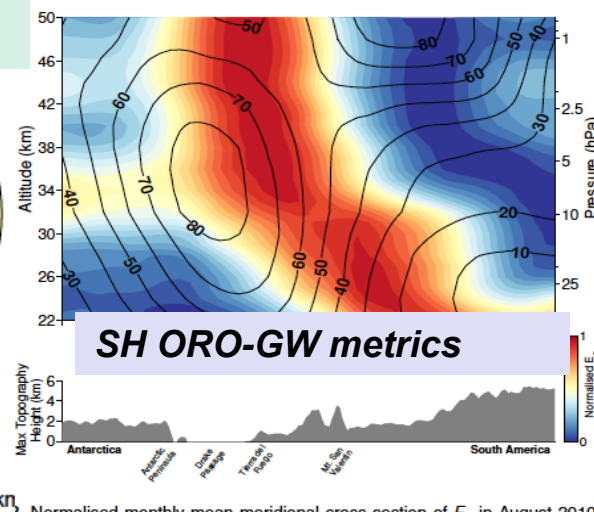 50
46
42
38
34
30
26
22
Altitude (km)
50
60
70
70
80
40
50
30
60
50
40
80
70
60
50
40
30
20
10
1
2.5
5
10
25
Pressure (hPa)
SH ORO-GW metrics
1
0
Normalised E
6
4
2
0
Max Topography
Height (km)
Antarctica
Antarctic
Peninsula
Drake
Passage
Tierra del
Fuego
Mt. San
Valentin
South America
Normalised monthly-mean meridional cross-section of E in August 2010